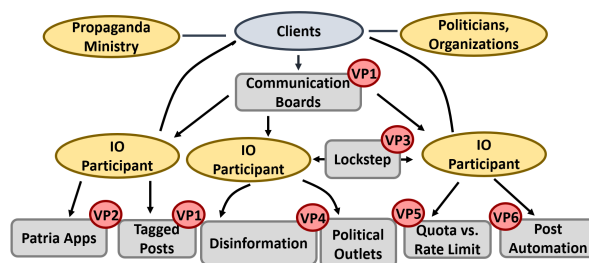 Propaganda
Ministry
Clients
Politicians,
Organizations
VP1
Communication
Boards
IO
Participant
IO
Participant
VP3
Lockstep
IO
Participant
VP2
Patria Apps
VP1
Tagged
Posts
Disinformation
VP4
Political
Outlets
VP5
Quota vs.
Rate Limit
VP6
Post
Automation